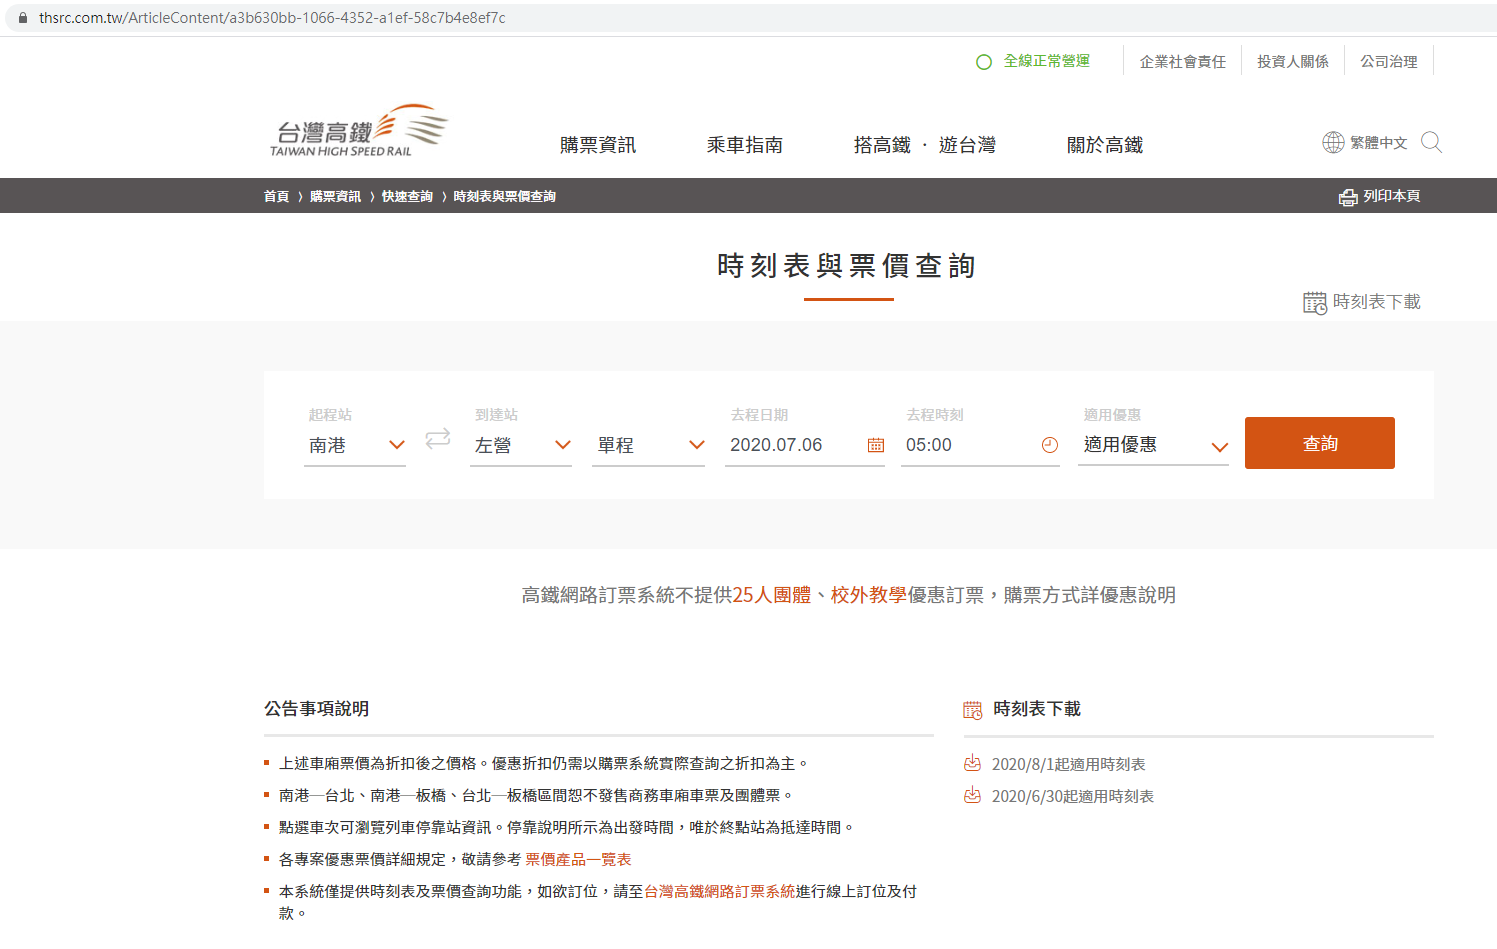 thsrc.com.tw/ArticleContent/a3b630bb-1066-4352-a1ef-58c7b4e8ef7c
全線正常營運 企業社會責任 投資人關係 公司治理
台灣高鐵
TAIWAN HIGH SPEED RAIL
購票資訊 乘車指南 搭高鐵 · 遊台灣 關於高鐵 繁體中文
首頁 〉 購票資訊 〉 快速查詢 〉 時刻表與票價查詢 列印本頁
時刻表與票價查詢
時刻表下載
起程站 到達站 去程日期 去程時刻 適用優惠
南港 左營 單程 2020.07.06 05:00 適用優惠 查詢
高鐵網路訂票系統不提供25人團體、校外教學優惠訂票，購票方式詳優惠說明
公告事項說明
上述車廂票價為折扣後之價格。優惠折扣仍需以購票系統實際查詢之折扣為主。
南港─台北、南港─板橋、台北─板橋區間恕不發售商務車廂車票及團體票。
點選車次可瀏覽列車停靠站資訊。停靠說明所示為出發時間，唯於終點站為抵達時間。
各專案優惠票價詳細規定，敬請參考 票價產品一覽表
本系統僅提供時刻表及票價查詢功能，如欲訂位，請至台灣高鐵網路訂票系統進行線上訂位及付
款。
時刻表下載
2020/8/1起適用時刻表
2020/6/30起適用時刻表